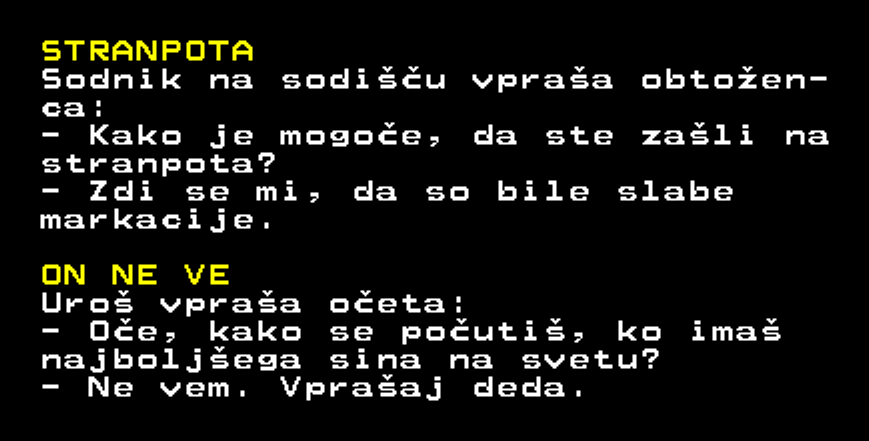 STRANPOTA
Sodnik na sodišču vpraša obtožen-
ca:
- Kako je mogoče, da ste zašli na
stranpota?
- Zdi se mi, da so bile slabe
markacije.
ON NE VE
Uroš vpraša očeta:
- Oče, kako se počutiš, ko imaš
najboljšega sina na svetu?
- Ne vem. Vprašaj deda.